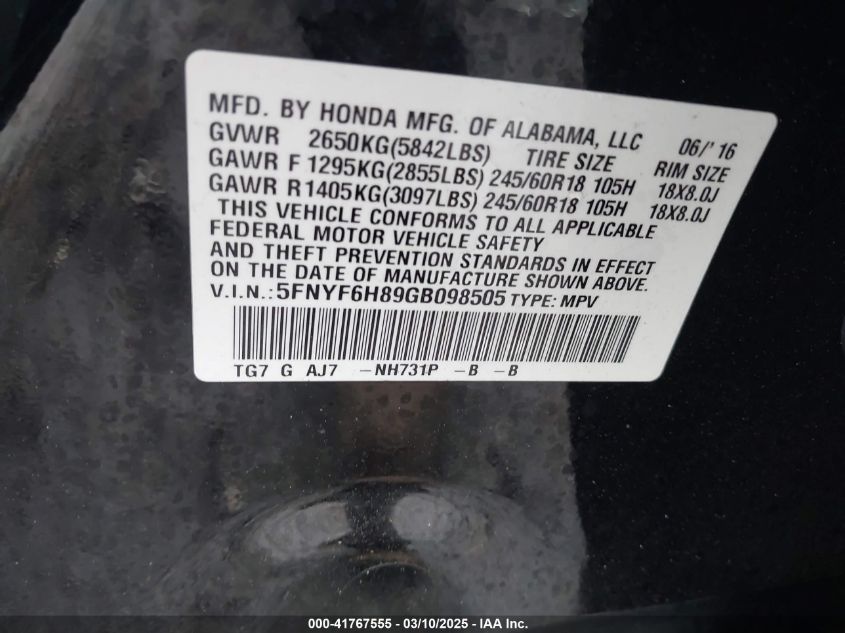 MFD. BY HONDA MFG. OF ALABAMA, LLC 06/' 16
GVWR 2650KG(5842LBS) TIRE SIZE RIM SIZE
GAWR F 1295KG(2855LBS) 245/60R18 105H 18X8.0J
GAWR R 1405KG(3097LBS) 245/60R18 105H 18X8.0J
THIS VEHICLE CONFORMS TO ALL APPLICABLE
FEDERAL MOTOR VEHICLE SAFETY
AND THEFT PREVENTION STANDARDS IN EFFECT
ON THE DATE OF MANUFACTURE SHOWN ABOVE.
V.I.N.:5FNYF6H89GB098505 TYPE: MPV
TG7 G AJ7 -NH731P -B -B
000-41767555 - 03/10/2025 - IAA Inc.